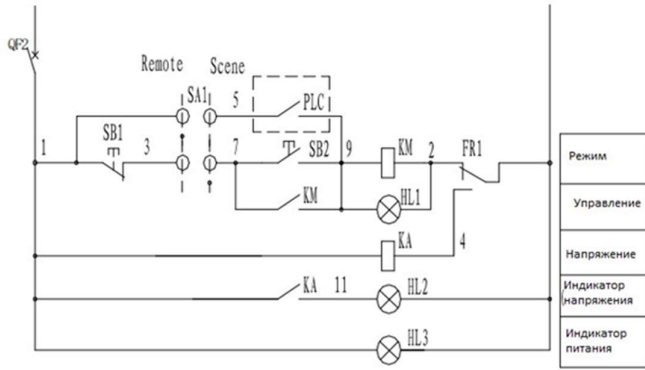 QF2
Remote Scene
SA1 5 PLC
1 SB1 3 7 SB2 9 KM 2 FR1
KM HL1
KA 4
KA 11 HL2
HL3
Режим
Управление
Напряжение
Индикатор
напряжения
Индикатор
питания